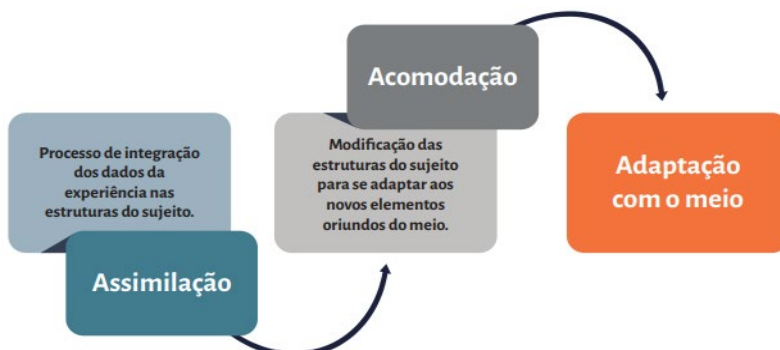 Processo de integração
dos dados da
experiência nas
estruturas do sujeito.
Assimilação
Acomodação
Modificação das
estruturas do sujeito
para se adaptar aos
novos elementos
oriundos do meio.
Adaptação
com o meio